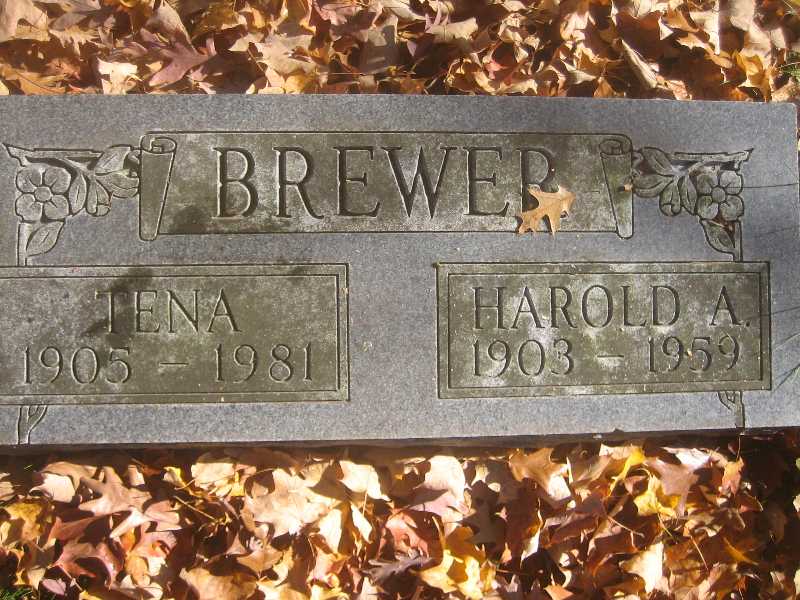 BREWER
TENA
1905 - 1981
HAROLD A.
1903 - 1959